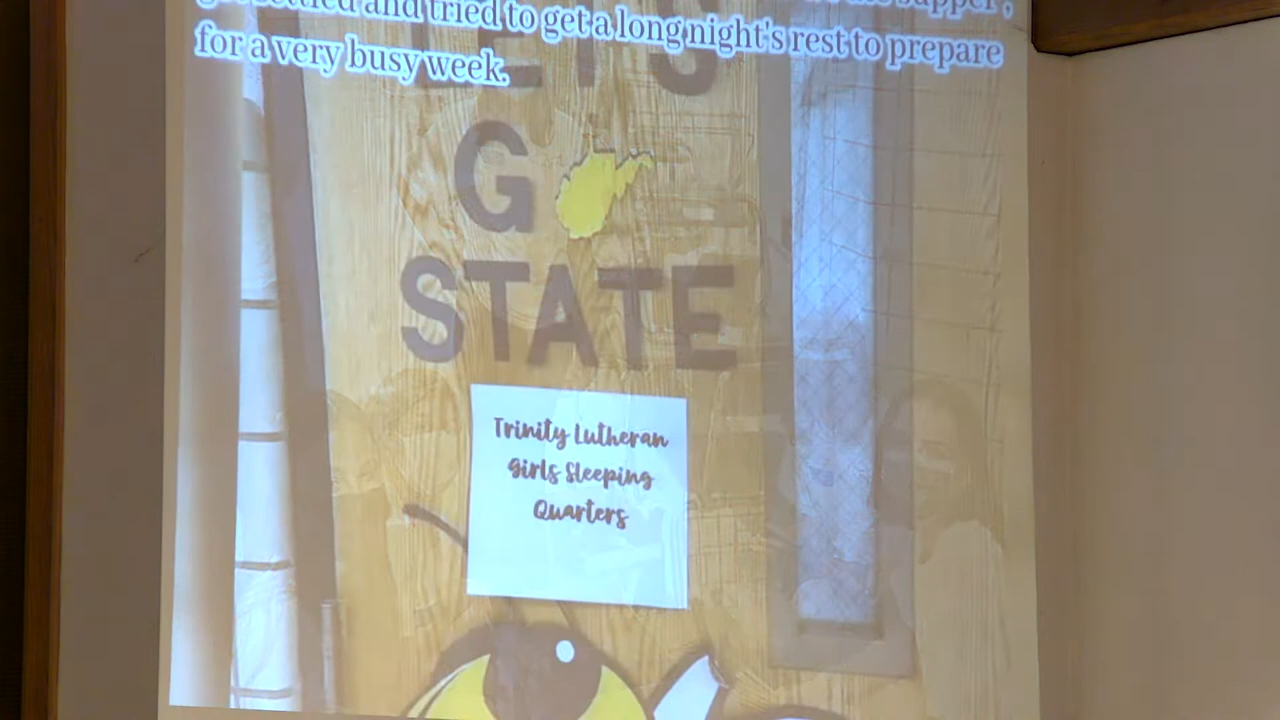 settled and tried to get a long night's rest to prepare
for a very busy week.
LET'S
G
STATE
Trinity Lutheran
Girls Sleeping
Quarters